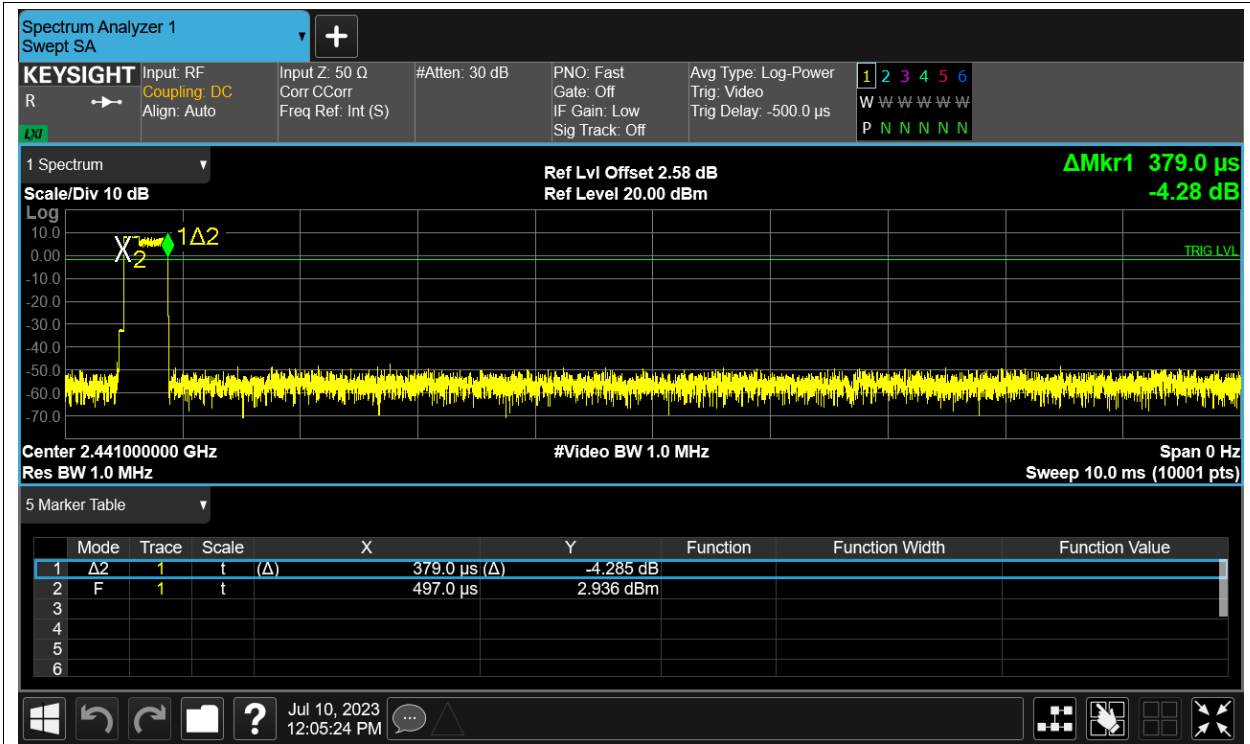 Spectrum Analyzer 1
Swept SA
KEYSIGHT Input: RF Input Z: 50 Ω #Atten: 30 dB PNO: Fast Avg Type: Log-Power 1 2 3 4 5 6
R Coupling: DC Corr CCorr Gate: Off Trig: Video W W W W W W
Align: Auto Freq Ref: Int (S) IF Gain: Low Trig Delay: -500.0 µs
LXI Sig Track: Off P N N N N N
1 Spectrum Ref Lvl Offset 2.58 dB ΔMkr1 379.0 µs
Scale/Div 10 dB Ref Level 20.00 dBm -4.28 dB
Log
10.0
0.00
-10.0
-20.0
-30.0
-40.0
-50.0
-60.0
-70.0
X2 1Δ2
TRIG LVL
Center 2.441000000 GHz #Video BW 1.0 MHz Span 0 Hz
Res BW 1.0 MHz Sweep 10.0 ms (10001 pts)
5 Marker Table
Mode Trace Scale X Y Function Function Width Function Value
1 Δ2 1 t (Δ) 379.0 µs (Δ) -4.285 dB
2 F 1 t 497.0 µs 2.936 dBm
3
4
5
6
? Jul 10, 2023
12:05:24 PM